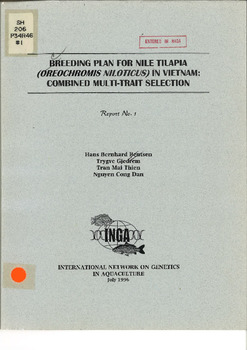 SH
206
P34R46
#1
ENTERED IN NAGA
BREEDING PLAN FOR NILE TILAPIA
(OREOCHROMIS NILOTICUS) IN VIETNAM:
COMBINED MULTI-TRAIT SELECTION
Report No. 1
Hans Bernhard Bentsen
Trygve Gjedrem
Tran Mai Thien
Nguyen Cong Dan
INGA
INTERNATIONAL NETWORK ON GENETICS
IN AQUACULTURE
July 1996